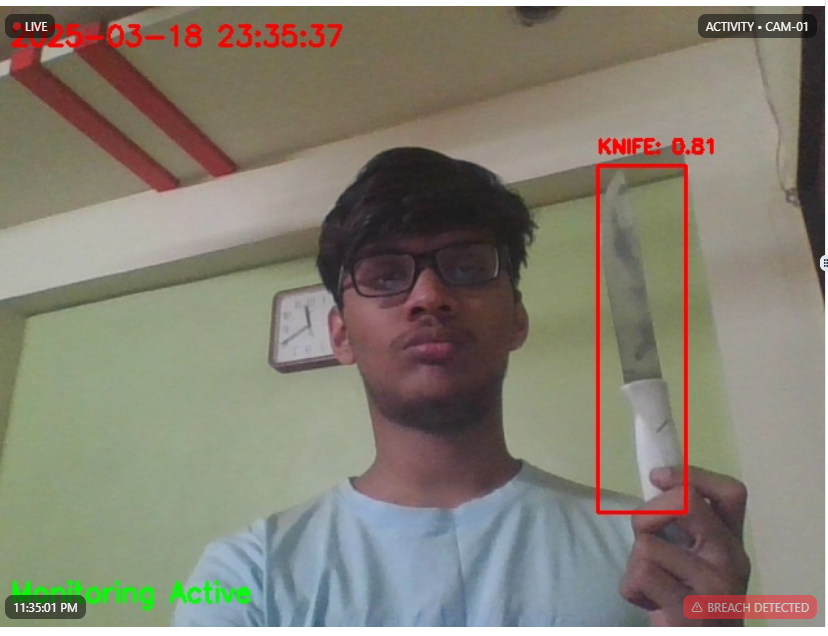 LIVE
2025-03-18 23:35:37
ACTIVITY • CAM-01
KNIFE: 0.81
Monitoring Active
11:35:01 PM
⚠ BREACH DETECTED